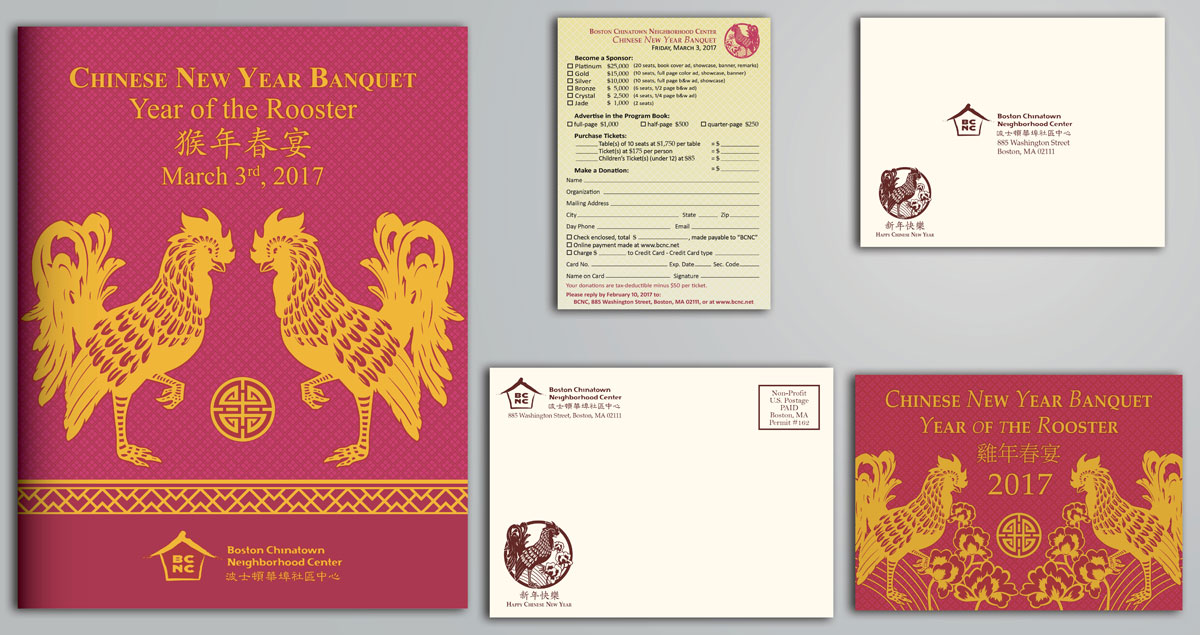 CHINESE NEW YEAR BANQUET
Year of the Rooster
猴年春宴
March 3rd, 2017
BC
NC
Boston Chinatown
Neighborhood Center
波士頓華埠社區中心
BOSTON CHINATOWN NEIGHBORHOOD CENTER
CHINESE NEW YEAR BANQUET
FRIDAY, MARCH 3, 2017
Become a Sponsor:
Platinum $25,000 (20 seats, book cover ad, showcase, banner, remarks)
Gold $15,000 (10 seats, full page color ad, showcase, banner)
Silver $10,000 (10 seats, full page b&w ad, showcase)
Bronze $ 5,000 (6 seats, 1/2 page b&w ad)
Crystal $ 2,500 (4 seats, 1/4 page b&w ad)
Jade $ 1,000 (2 seats)
Advertise in the Program Book:
full-page $1,000 half-page $500 quarter-page $250
Purchase Tickets:
Table(s) of 10 seats at $1,750 per table = $
Ticket(s) at $175 per person = $
Children's Ticket(s) (under 12) at $85 = $
Make a Donation: = $
Name
Organization
Mailing Address
City State Zip
Day Phone Email
Check enclosed, total $ , made payable to "BCNC"
Online payment made at www.bcnc.net
Charge $ to Credit Card - Credit Card type
Card No. Exp. Date Sec. Code
Name on Card Signature
Your donations are tax-deductible minus $50 per ticket.
Please reply by February 10, 2017 to:
BCNC, 885 Washington Street, Boston, MA 02111, or at www.bcnc.net
BC
NC
Boston Chinatown
Neighborhood Center
波士頓華埠社區中心
885 Washington Street
Boston, MA 02111
新年快樂
HAPPY CHINESE NEW YEAR
BC
NC
Boston Chinatown
Neighborhood Center
波士頓華埠社區中心
885 Washington Street, Boston, MA 02111
Non-Profit
U.S. Postage
PAID
Boston, MA
Permit #162
新年快樂
HAPPY CHINESE NEW YEAR
CHINESE NEW YEAR BANQUET
YEAR OF THE ROOSTER
雞年春宴
2017